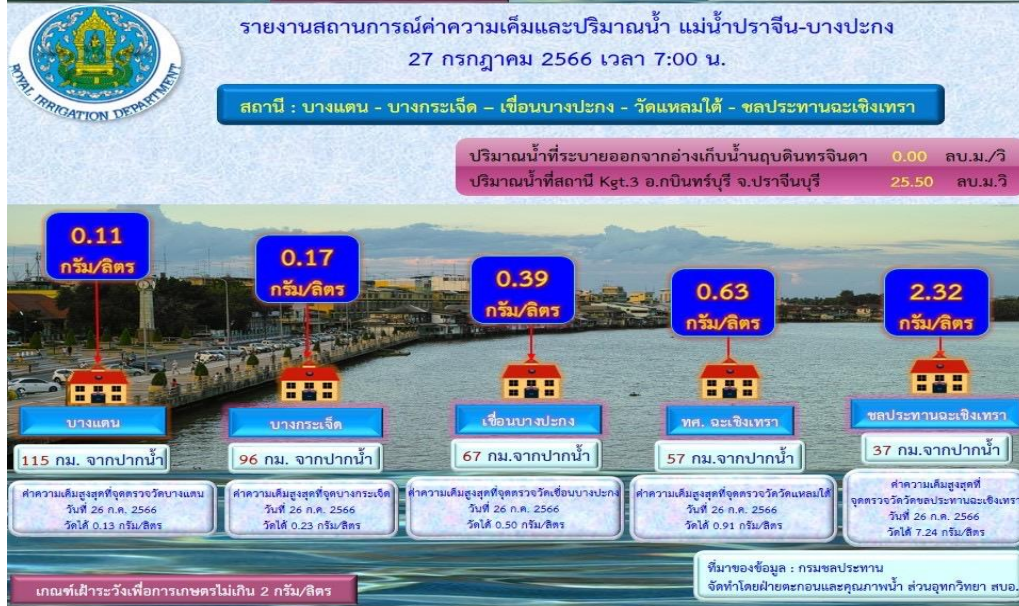 รายงานสถานการณ์ค่าความเค็มและปริมาณน้ำ แม่น้ำปราจีน-บางปะกง
27 กรกฎาคม 2566 เวลา 7:00 น.
ROYAL IRRIGATION DEPARTMENT
สถานี : บางแตน - บางกระเจ็ด – เขื่อนบางปะกง - วัดแหลมใต้ - ชลประทานฉะเชิงเทรา
ปริมาณน้ำที่ระบายออกจากอ่างเก็บน้ำนฤบดินทรจินดา 0.00 ลบ.ม./วิ
ปริมาณน้ำที่สถานี Kgt.3 อ.กบินทร์บุรี จ.ปราจีนบุรี 25.50 ลบ.ม.วิ
0.11
กรัม/ลิตร
0.17
กรัม/ลิตร
0.39
กรัม/ลิตร
0.63
กรัม/ลิตร
2.32
กรัม/ลิตร
บางแตน
บางกระเจ็ด
เขื่อนบางปะกง
ทศ. ฉะเชิงเทรา
ชลประทานฉะเชิงเทรา
115 กม. จากปากน้ำ
96 กม. จากปากน้ำ
67 กม.จากปากน้ำ
57 กม.จากปากน้ำ
37 กม.จากปากน้ำ
ค่าความเค็มสูงสุดที่จุดตรวจวัดบางแตน
วันที่ 26 ก.ค. 2566
วัดได้ 0.13 กรัม/ลิตร
ค่าความเค็มสูงสุดที่จุดบางกระเจ็ด
วันที่ 26 ก.ค. 2566
วัดได้ 0.23 กรัม/ลิตร
ค่าความเค็มสูงสุดที่จุดตรวจวัดเขื่อนบางปะกง
วันที่ 26 ก.ค. 2566
วัดได้ 0.50 กรัม/ลิตร
ค่าความเค็มสูงสุดที่จุดตรวจวัดวัดแหลมใต้
วันที่ 26 ก.ค. 2566
วัดได้ 0.91 กรัม/ลิตร
ค่าความเค็มสูงสุดที่
จุดตรวจวัดวัดชลประทานฉะเชิงเทรา
วันที่ 26 ก.ค. 2566
วัดได้ 7.24 กรัม/ลิตร
เกณฑ์เฝ้าระวังเพื่อการเกษตรไม่เกิน 2 กรัม/ลิตร
ที่มาของข้อมูล : กรมชลประทาน
จัดทำโดยฝ่ายตะกอนและคุณภาพน้ำ ส่วนอุทกวิทยา สบอ.